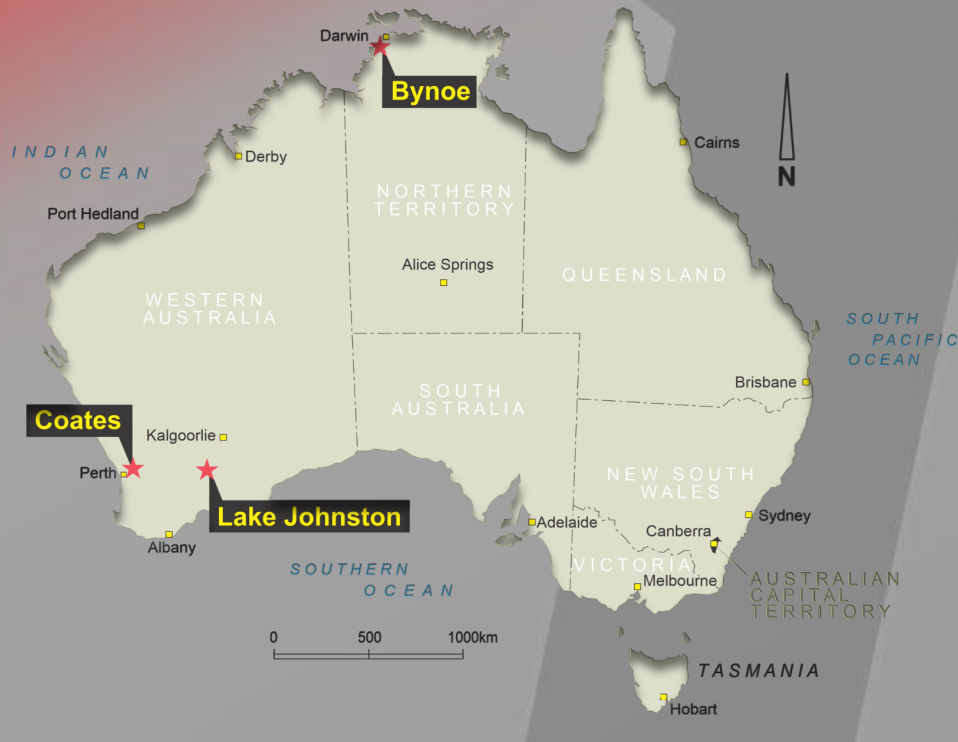 Darwin
Bynoe
Cairns
INDIAN
OCEAN
Derby
N
NORTHERN
TERRITORY
Port Hedland
Alice Springs
QUEENSLAND
WESTERN
AUSTRALIA
SOUTH
PACIFIC
OCEAN
Brisbane
SOUTH
AUSTRALIA
Coates
Kalgoorlie
Perth
NEW SOUTH
WALES
Lake Johnston
Adelaide
Sydney
Canberra
Albany
VICTORIA
Melbourne
SOUTHERN
OCEAN
AUSTRALIAN
CAPITAL
TERRITORY
0 500 1000km
TASMANIA
Hobart